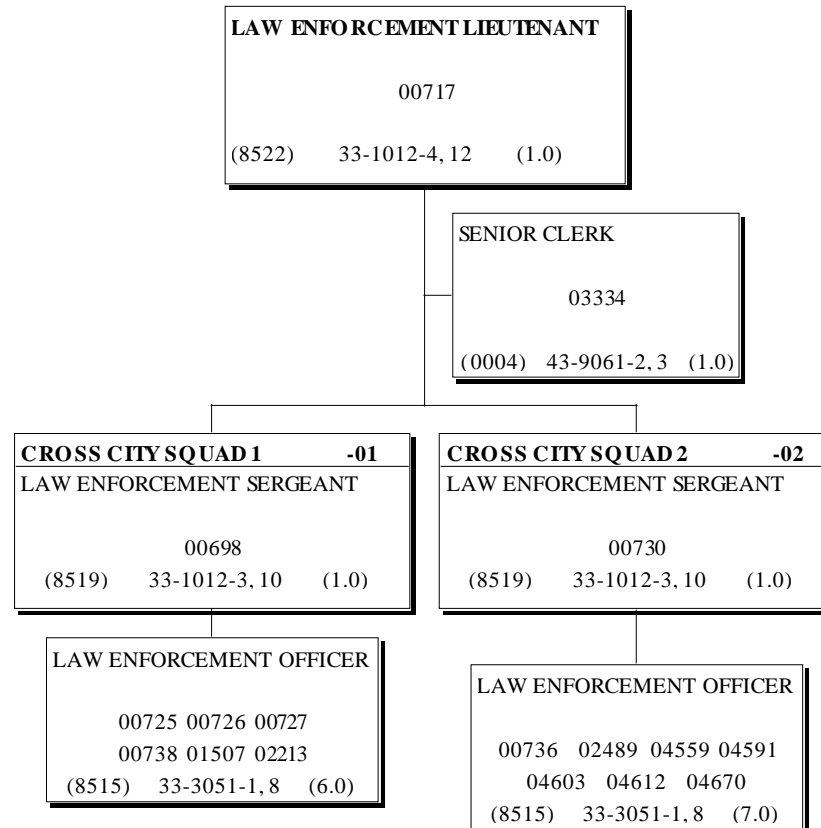 LAW ENFORCEMENT LIEUTENANT
00717
(8522) 33-1012-4, 12 (1.0)
SENIOR CLERK
03334
(0004) 43-9061-2, 3 (1.0)
CROSS CITY SQUAD 1 -01
LAW ENFORCEMENT SERGEANT
00698
(8519) 33-1012-3, 10 (1.0)
CROSS CITY SQUAD 2 -02
LAW ENFORCEMENT SERGEANT
00730
(8519) 33-1012-3, 10 (1.0)
LAW ENFORCEMENT OFFICER
00725 00726 00727
00738 01507 02213
(8515) 33-3051-1, 8 (6.0)
LAW ENFORCEMENT OFFICER
00736 02489 04559 04591
04603 04612 04670
(8515) 33-3051-1, 8 (7.0)